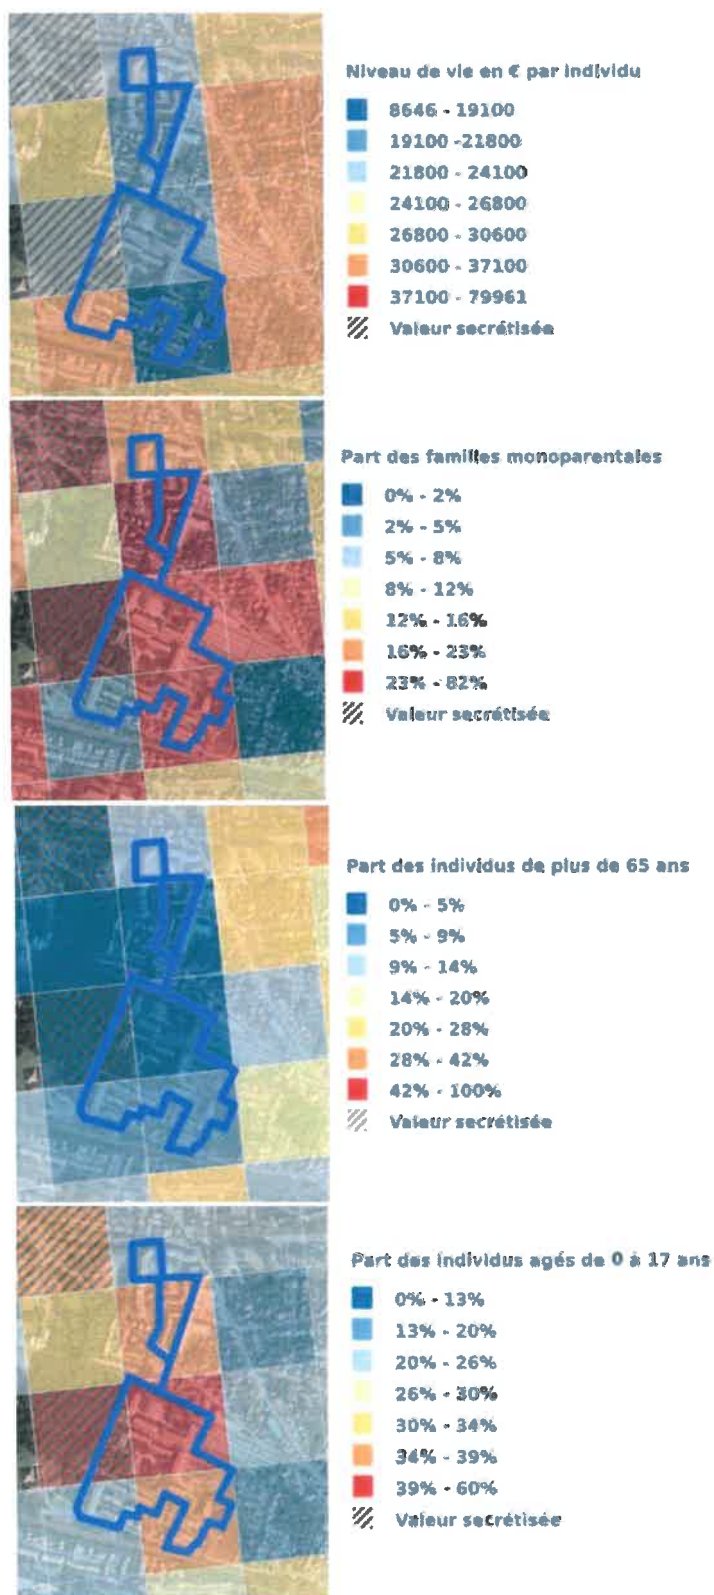 Niveau de vie en € par individu
8646 - 19100
19100 -21800
21800 - 24100
24100 - 26800
26800 - 30600
30600 - 37100
37100 - 79961
Valeur secrétisée
Part des familles monoparentales
0% - 2%
2% - 5%
5% - 8%
8% - 12%
12% - 16%
16% - 23%
23% - 82%
Valeur secrétisée
Part des individus de plus de 65 ans
0% - 5%
5% - 9%
9% - 14%
14% - 20%
20% - 28%
28% - 42%
42% - 100%
Valeur secrétisée
Part des individus agés de 0 à 17 ans
0% - 13%
13% - 20%
20% - 26%
26% - 30%
30% - 34%
34% - 39%
39% - 60%
Valeur secrétisée